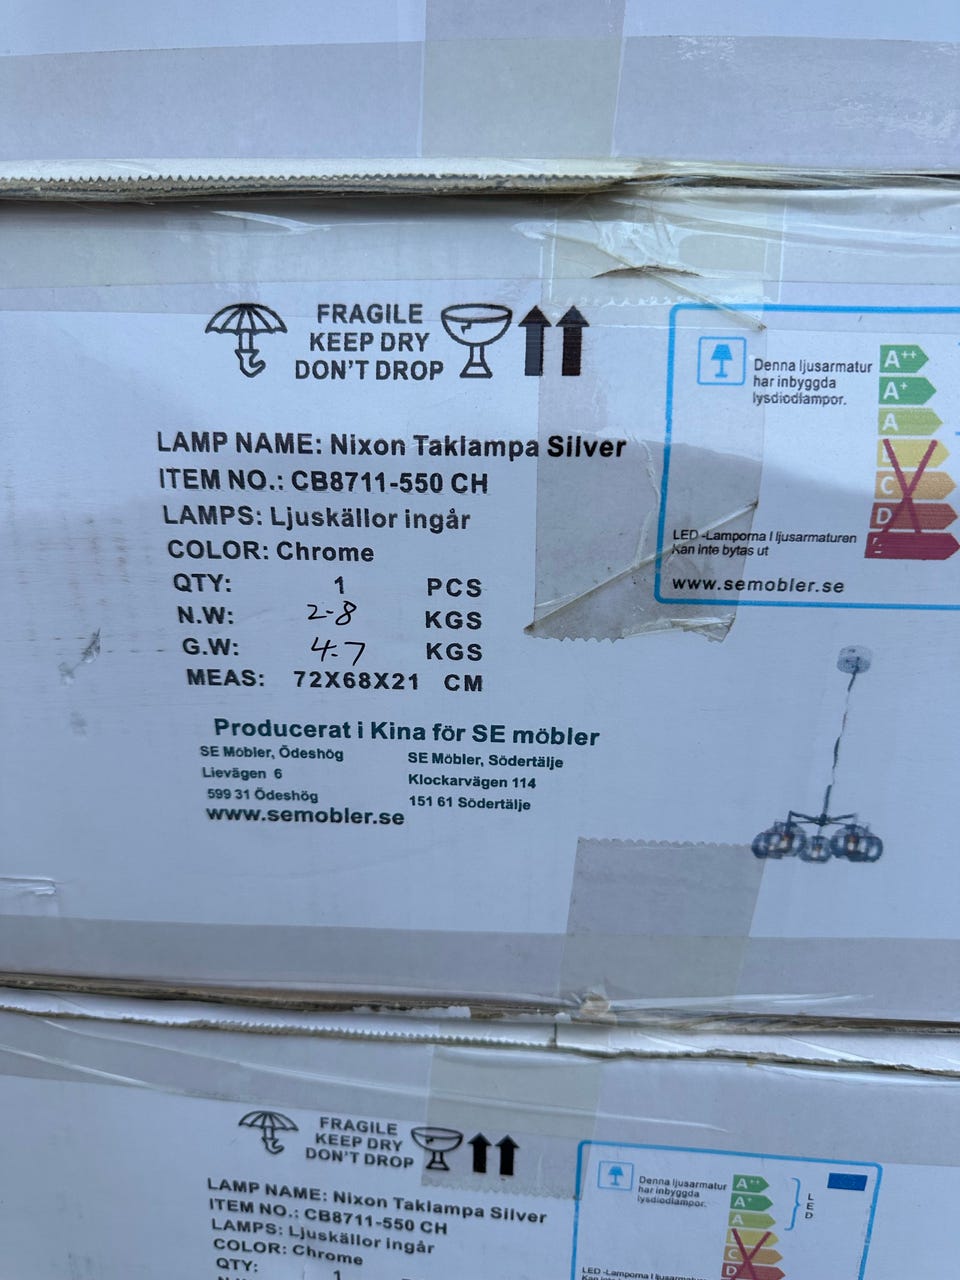 FRAGILE
KEEP DRY
DON'T DROP
LAMP NAME: Nixon Taklampa Silver
ITEM NO.: CB8711-550 CH
LAMPS: Ljuskällor ingår
COLOR: Chrome
QTY: 1 PCS
N.W: 2-8 KGS
G.W: 4-7 KGS
MEAS: 72X68X21 CM
Producerat i Kina för SE möbler
SE Möbler, Ödeshög
Lievägen 6
599 31 Ödeshög
www.semobler.se
SE Möbler, Södertälje
Klockarvägen 114
151 61 Södertälje
Denna ljusarmatur
har inbyggda
lysdiodlampor.
A++
A+
A
C
D
LED -Lamporna I ljusarmaturen
Kan inte bytas ut
www.semobler.se
FRAGILE
KEEP DRY
DON'T DROP
LAMP NAME: Nixon Taklampa Silver
ITEM NO.: CB8711-550 CH
LAMPS: Ljuskällor ingår
COLOR: Chrome
QTY: 1
Denna ljusarmatur
har inbyggda
lysdiodlampor.
A++
A+
A
C
D
LED
LED -Lamporna I ljusarmaturen